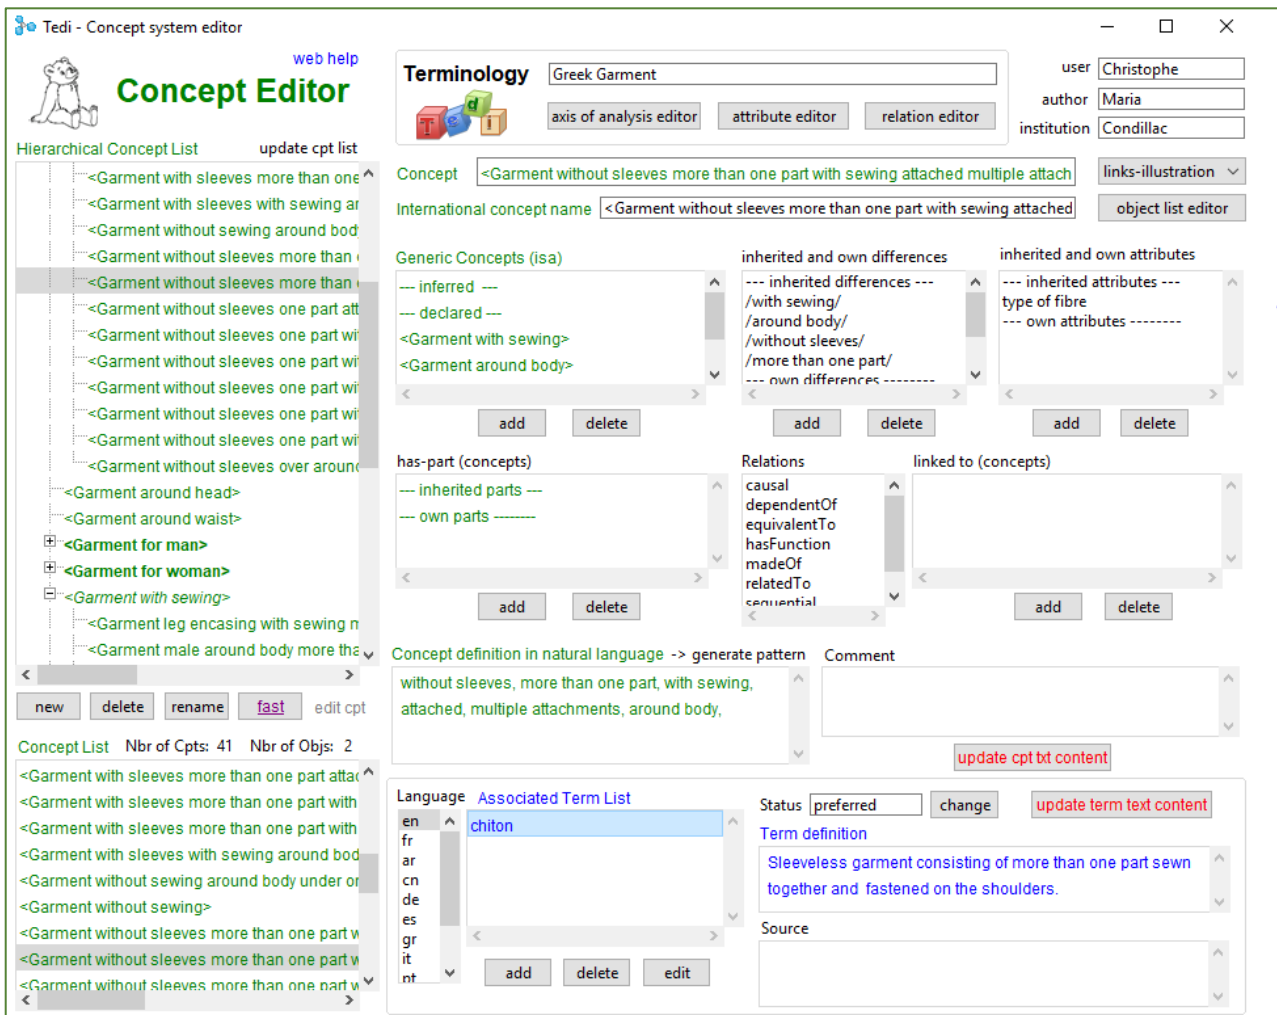 Tedi - Concept system editor
web help
Concept Editor
Hierarchical Concept List update cpt list
<Garment with sleeves more than one
<Garment with sleeves with sewing ar
<Garment without sewing around body
<Garment without sleeves more than
<Garment without sleeves more than
<Garment without sleeves one part att
<Garment without sleeves one part wi
<Garment without sleeves one part wi
<Garment without sleeves one part wi
<Garment without sleeves one part wi
<Garment without sleeves one part wi
<Garment without sleeves over around
<Garment around head>
<Garment around waist>
<Garment for man>
<Garment for woman>
<Garment with sewing>
<Garment leg encasing with sewing m
<Garment male around body more tha
new delete rename fast edit cpt
Concept List Nbr of Cpts: 41 Nbr of Objs: 2
<Garment with sleeves more than one part attac
<Garment with sleeves more than one part with
<Garment with sleeves more than one part with
<Garment with sleeves with sewing around bod
<Garment without sewing around body under or
<Garment without sewing>
<Garment without sleeves more than one part w
<Garment without sleeves more than one part w
<Garment without sleeves more than one part w
Terminology Greek Garment
Tedi
axis of analysis editor attribute editor relation editor
user Christophe
author Maria
institution Condillac
Concept <Garment without sleeves more than one part with sewing attached multiple attach
links-illustration
International concept name <Garment without sleeves more than one part with sewing attached
object list editor
Generic Concepts (isa)
--- inferred ---
--- declared ---
<Garment with sewing>
<Garment around body>
add delete
inherited and own differences
--- inherited differences ---
/with sewing/
/around body/
/without sleeves/
/more than one part/
--- own differences --------
add delete
inherited and own attributes
--- inherited attributes ---
type of fibre
--- own attributes --------
add delete
has-part (concepts)
--- inherited parts ---
--- own parts --------
add delete
Relations
causal
dependentOf
equivalentTo
hasFunction
madeOf
relatedTo
sequential
linked to (concepts)
add delete
Concept definition in natural language -> generate pattern
without sleeves, more than one part, with sewing,
attached, multiple attachments, around body,
Comment
update cpt txt content
Language
en
fr
ar
cn
de
es
gr
it
pt
Associated Term List
chiton
add delete edit
Status preferred change update term text content
Term definition
Sleeveless garment consisting of more than one part sewn
together and fastened on the shoulders.
Source